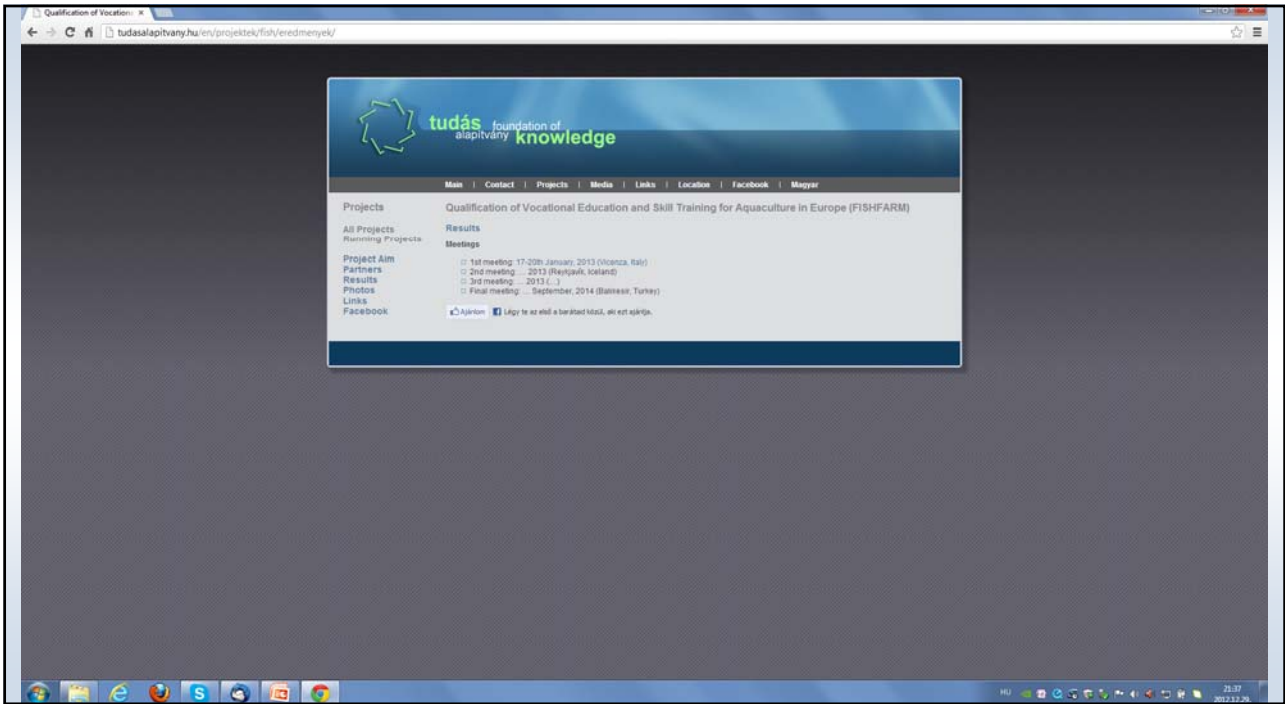 Qualification of Vocation
tudasalapitvany.hu/en/projektek/fish/eredmenyek/
tudás foundation of
alapítvány knowledge
Main | Contact | Projects | Media | Links | Location | Facebook | Magyar
Projects
All Projects
Running Projects
Project Aim
Partners
Results
Photos
Links
Facebook
Qualification of Vocational Education and Skill Training for Aquaculture in Europe (FISHFARM)
Results
Meetings
1st meeting: 17-20th January, 2013 (Vicenza, Italy)
2nd meeting: ... 2013 (Reykjavík, Iceland)
3rd meeting: ... 2013 (...)
Final meeting: ... September, 2014 (Balıkesir, Turkey)
Ajánlom Légy te az első a barátaid közül, aki ezt ajánlja.
HU
21:37
2012.12.29.